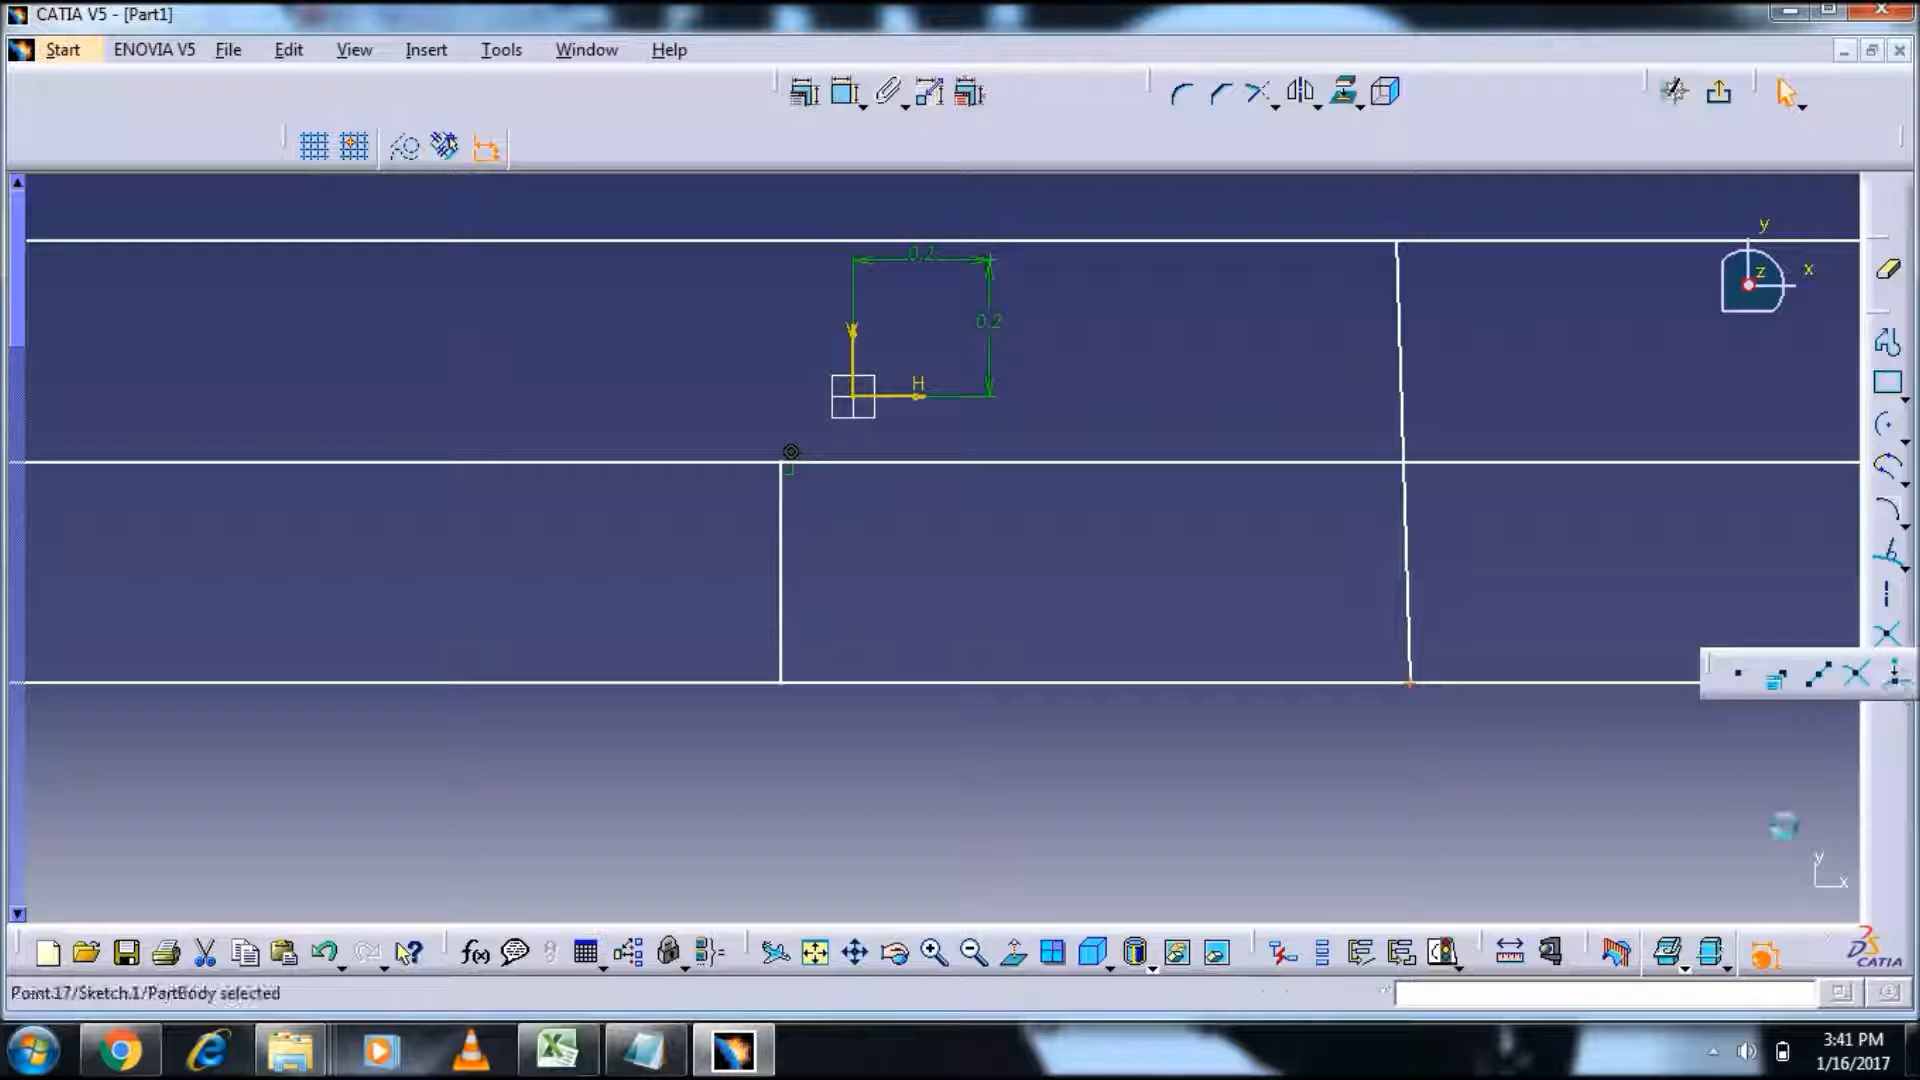 CATIA V5 - [Part1]
Start ENOVIA V5 File Edit View Insert Tools Window Help
y
x
z
0.2
0.2
V
H
y
x
f(x)
CATIA
Point.17/Sketch.1/PartBody selected
3:41 PM
1/16/2017